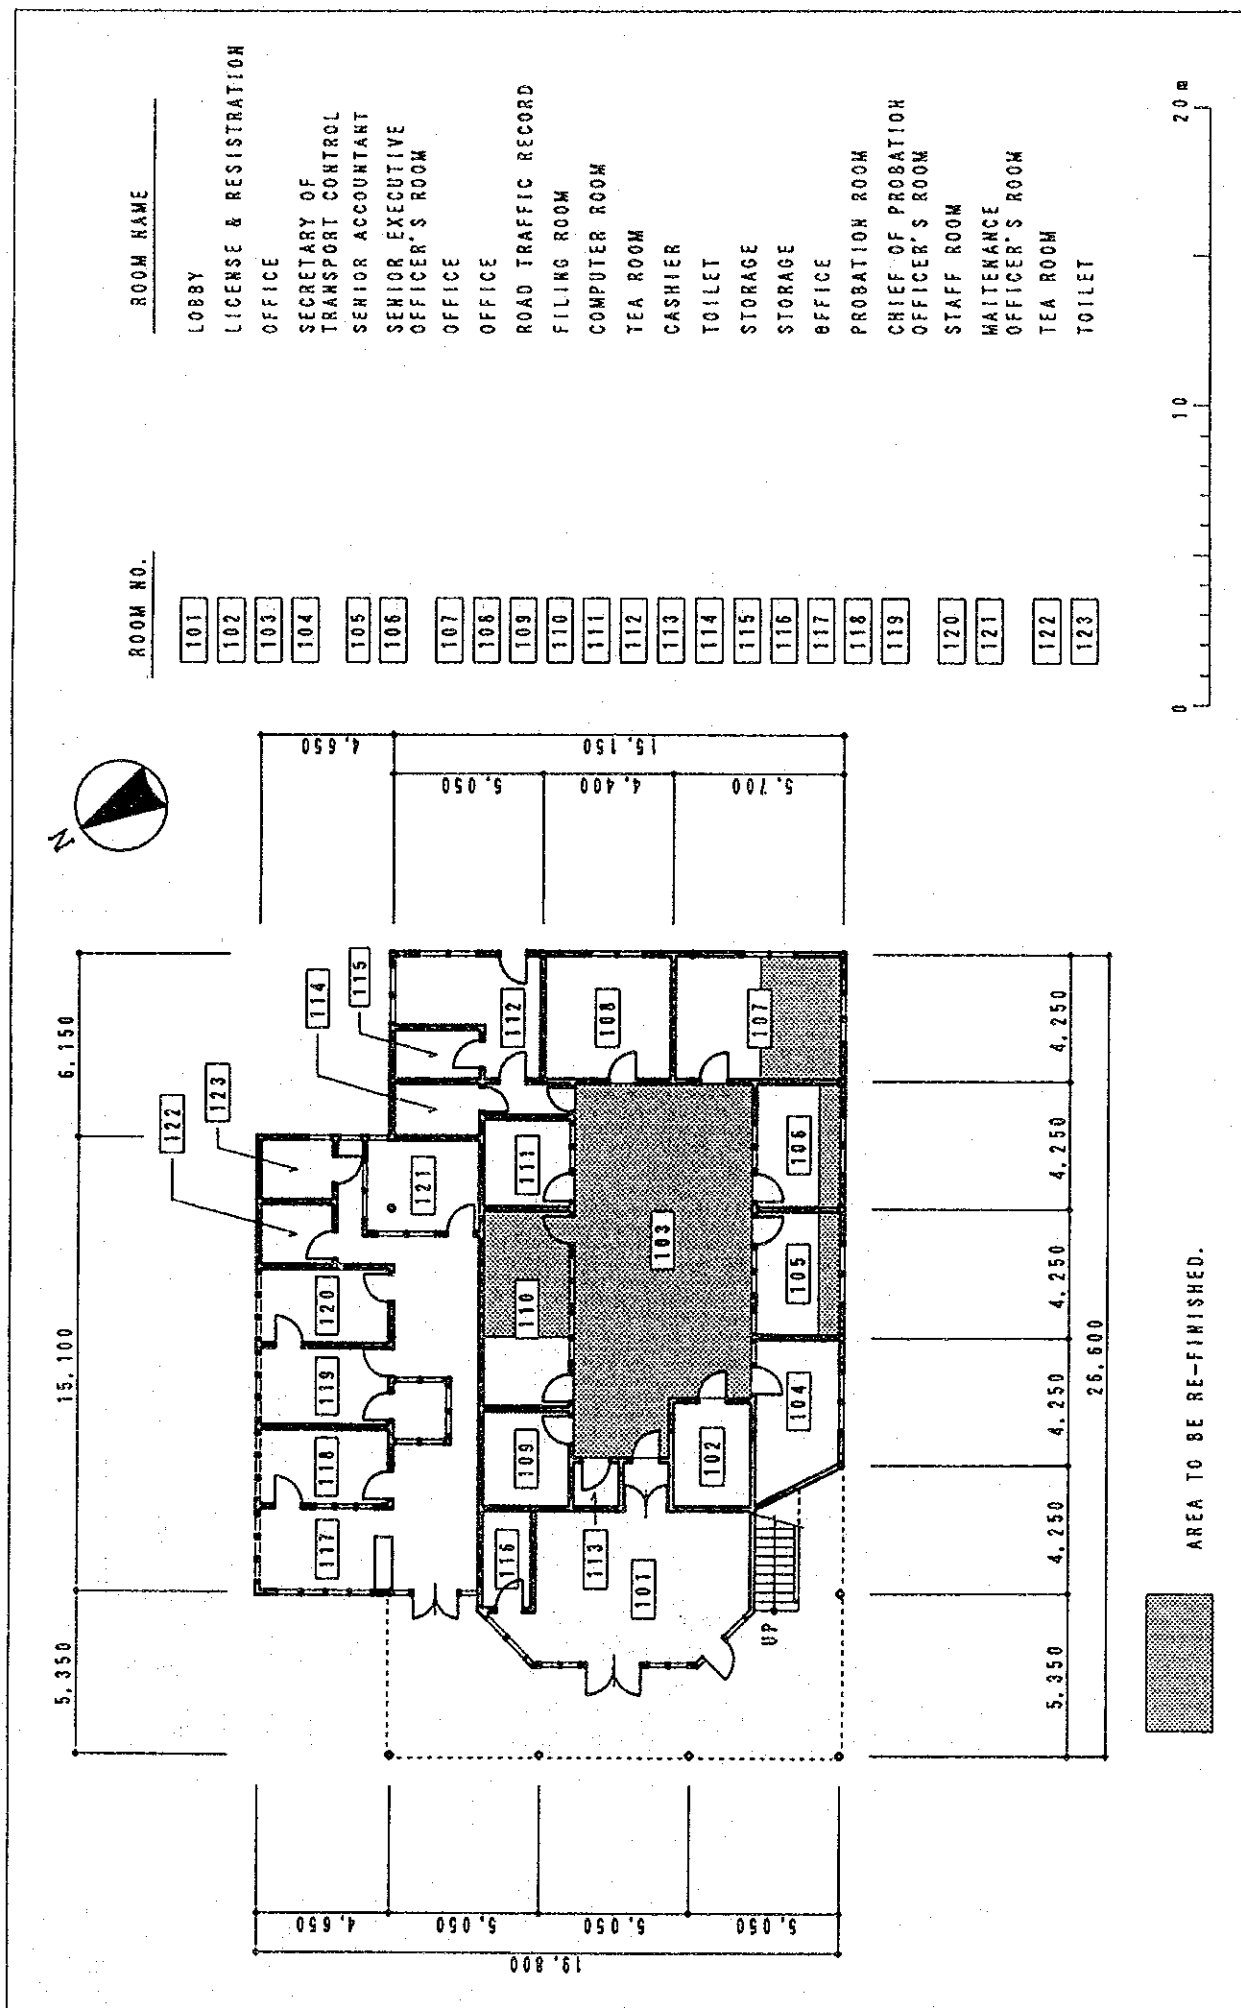 ROOM NO.
ROOM NAME
101 LOBBY
102 LICENSE & RESISTRATION
103 OFFICE
104 SECRETARY OF
TRANSPORT CONTROL
105 SENIOR ACCOUNTANT
106 SENIOR EXECUTIVE
OFFICER'S ROOM
107 OFFICE
108 OFFICE
109 ROAD TRAFFIC RECORD
110 FILING ROOM
111 COMPUTER ROOM
112 TEA ROOM
113 CASHIER
114 TOILET
115 STORAGE
116 STORAGE
117 OFFICE
118 PROBATION ROOM
119 CHIEF OF PROBATION
OFFICER'S ROOM
120 STAFF ROOM
121 MAITENANCE
OFFICER'S ROOM
122 TEA ROOM
123 TOILET
0 10 20 m
N
5,350 15,100 6,150
122
123
114
115
117 118 119 120 121
116 109 110 111 112
113
101 102 103 108
104 105 106 107
UP
4,650
5,050
5,050
5,050
19,800
4,650
5,050
4,400
5,700
15,150
5,350 4,250 4,250 4,250 4,250 4,250
26,600
AREA TO BE RE-FINISHED.